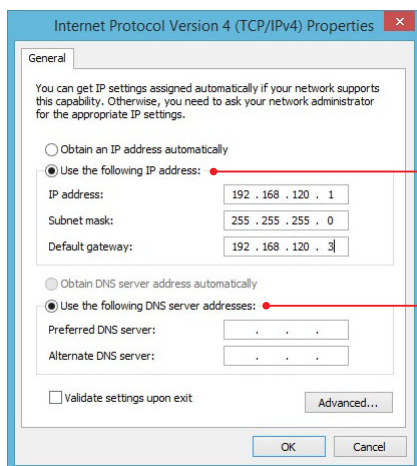 Internet Protocol Version 4 (TCP/IPv4) Properties
General
You can get IP settings assigned automatically if your network supports
this capability. Otherwise, you need to ask your network administrator
for the appropriate IP settings.
Obtain an IP address automatically
Use the following IP address:
IP address: 192 . 168 . 120 . 1
Subnet mask: 255 . 255 . 255 . 0
Default gateway: 192 . 168 . 120 . 3
Obtain DNS server address automatically
Use the following DNS server addresses:
Preferred DNS server: . . .
Alternate DNS server: . . .
Validate settings upon exit
Advanced...
OK Cancel